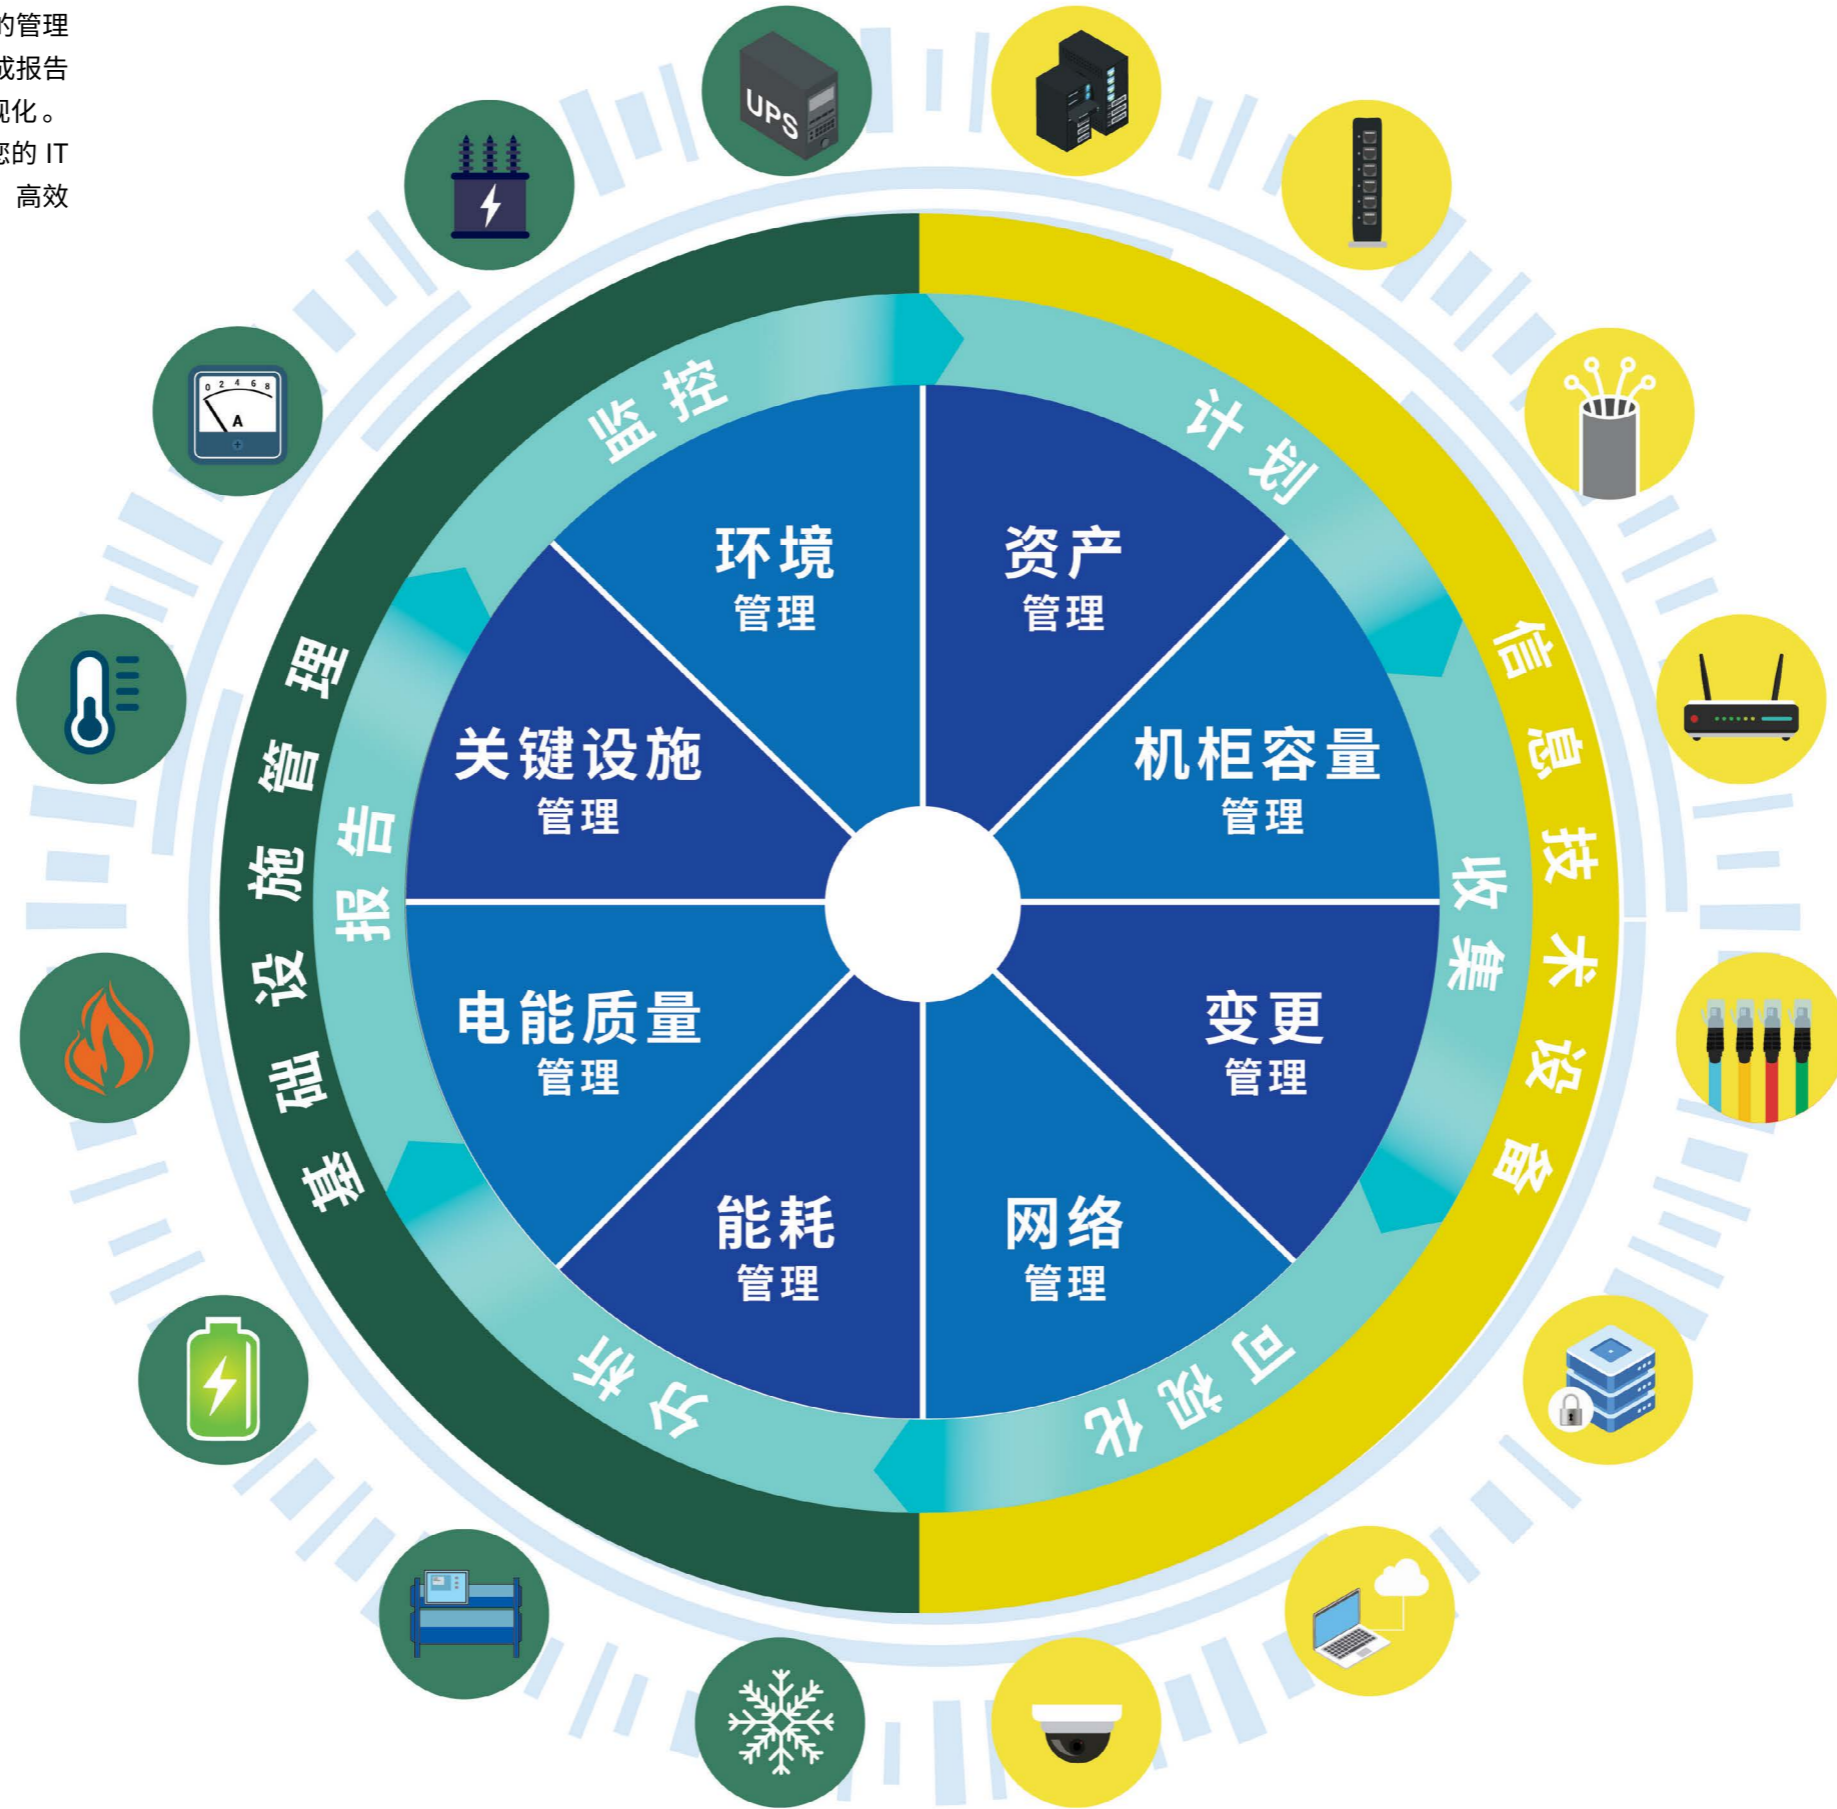 的管理
成报告
视化。
您的 IT
高效
UPS
0 2 4 6 8
A
监控
计划
收集
可视化
分析
报告
基础设施管理
信息技术设备
环境
管理
资产
管理
机柜容量
管理
变更
管理
网络
管理
能耗
管理
电能质量
管理
关键设施
管理